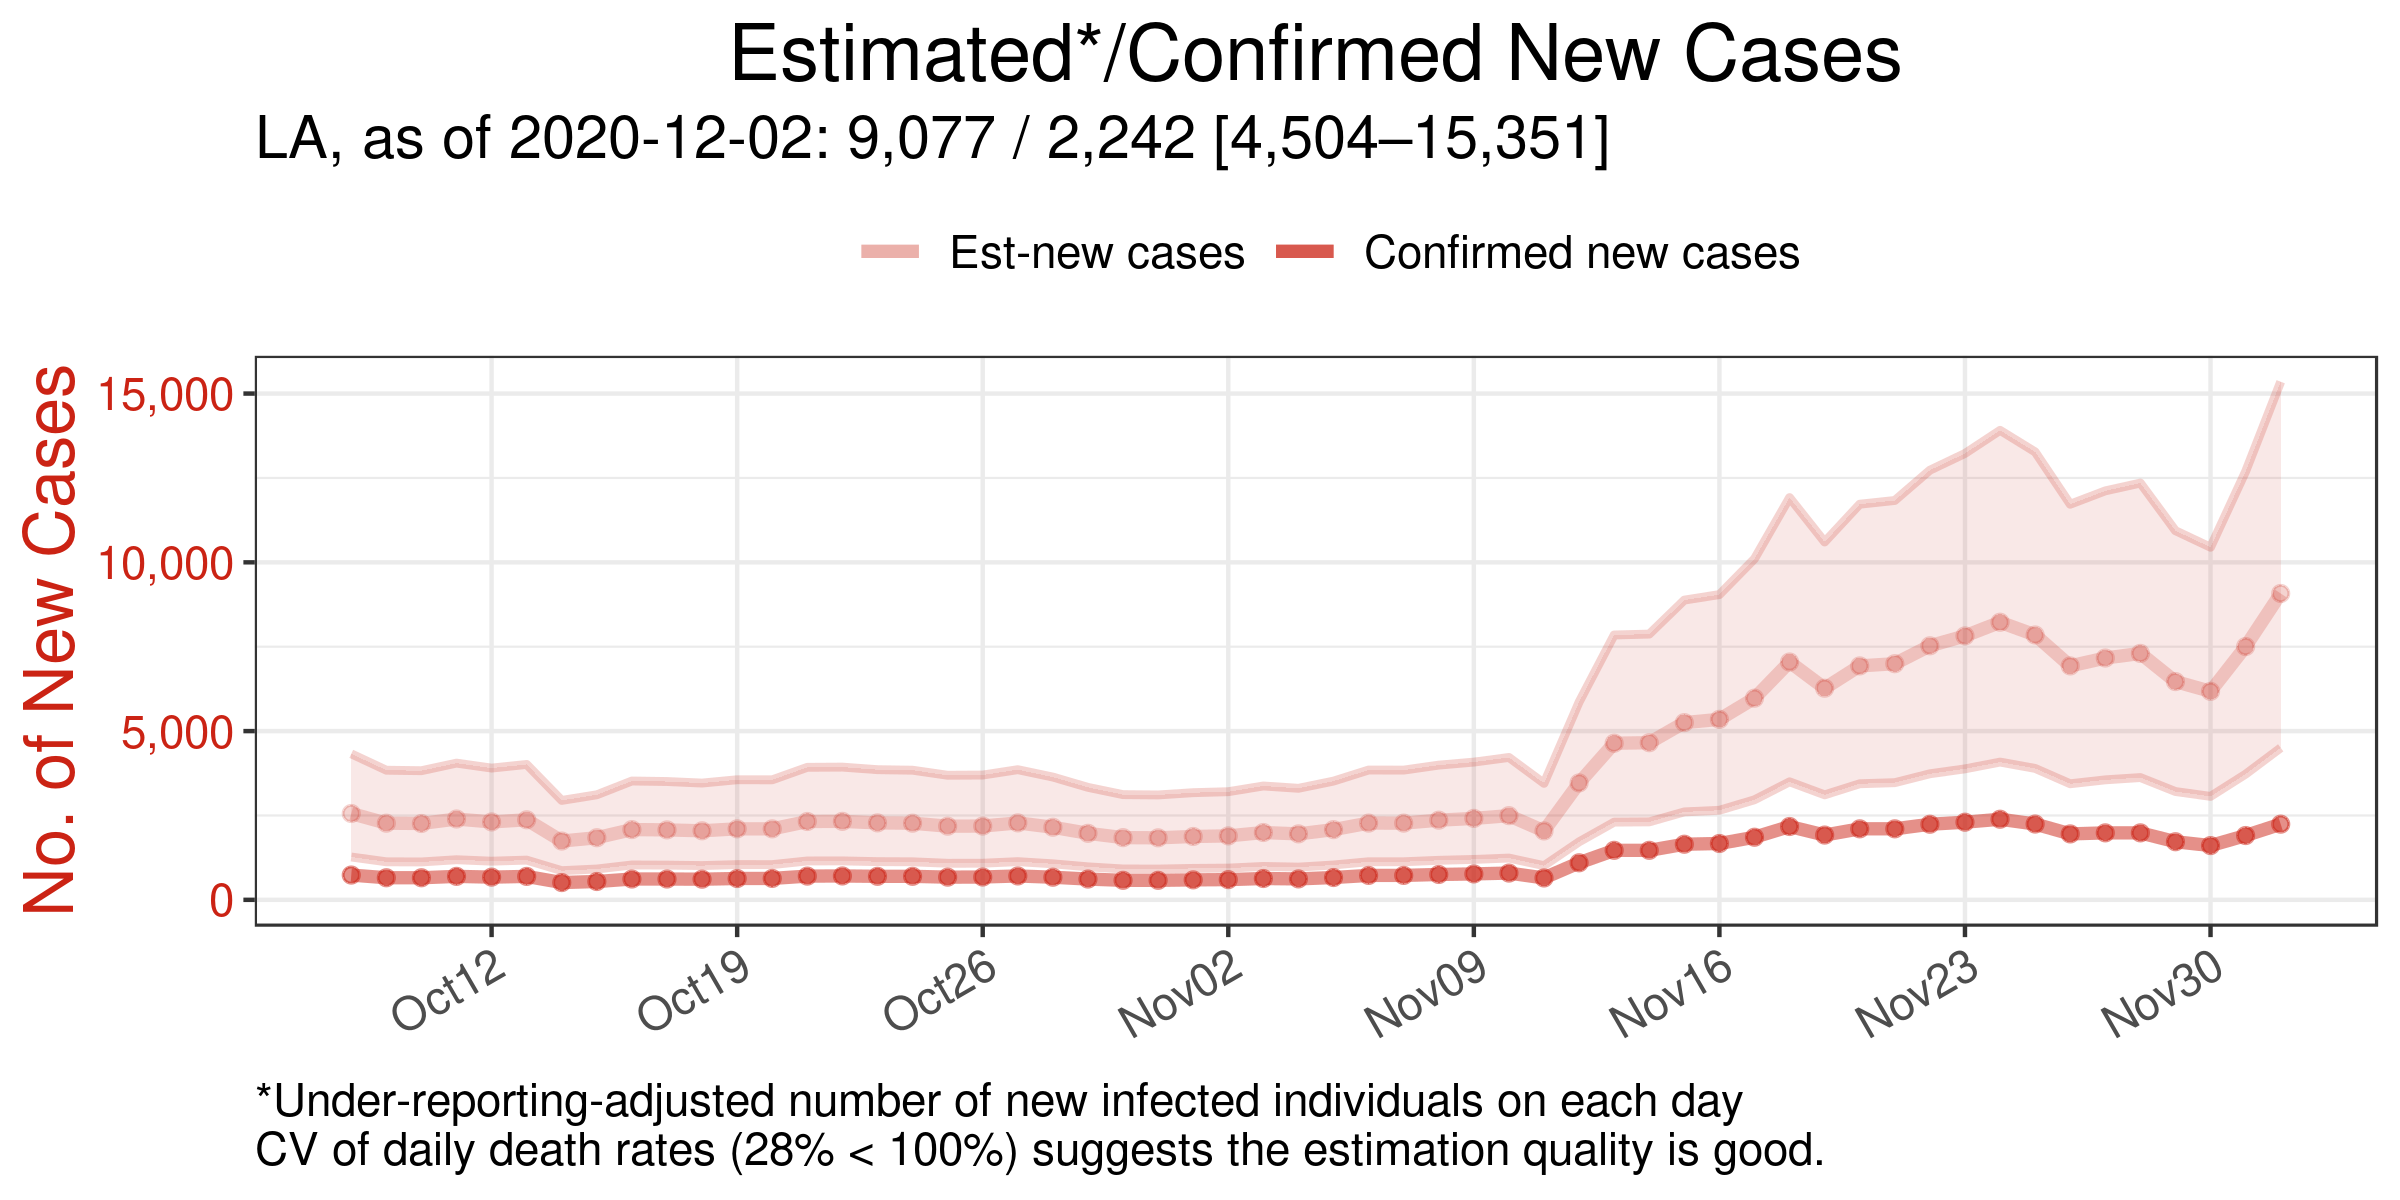 Estimated*/Confirmed New Cases
LA, as of 2020-12-02: 9,077 / 2,242 [4,504–15,351]
Est-new cases Confirmed new cases
No. of New Cases
15,000
10,000
5,000
0
Oct12 Oct19 Oct26 Nov02 Nov09 Nov16 Nov23 Nov30
*Under-reporting-adjusted number of new infected individuals on each day
CV of daily death rates (28% < 100%) suggests the estimation quality is good.